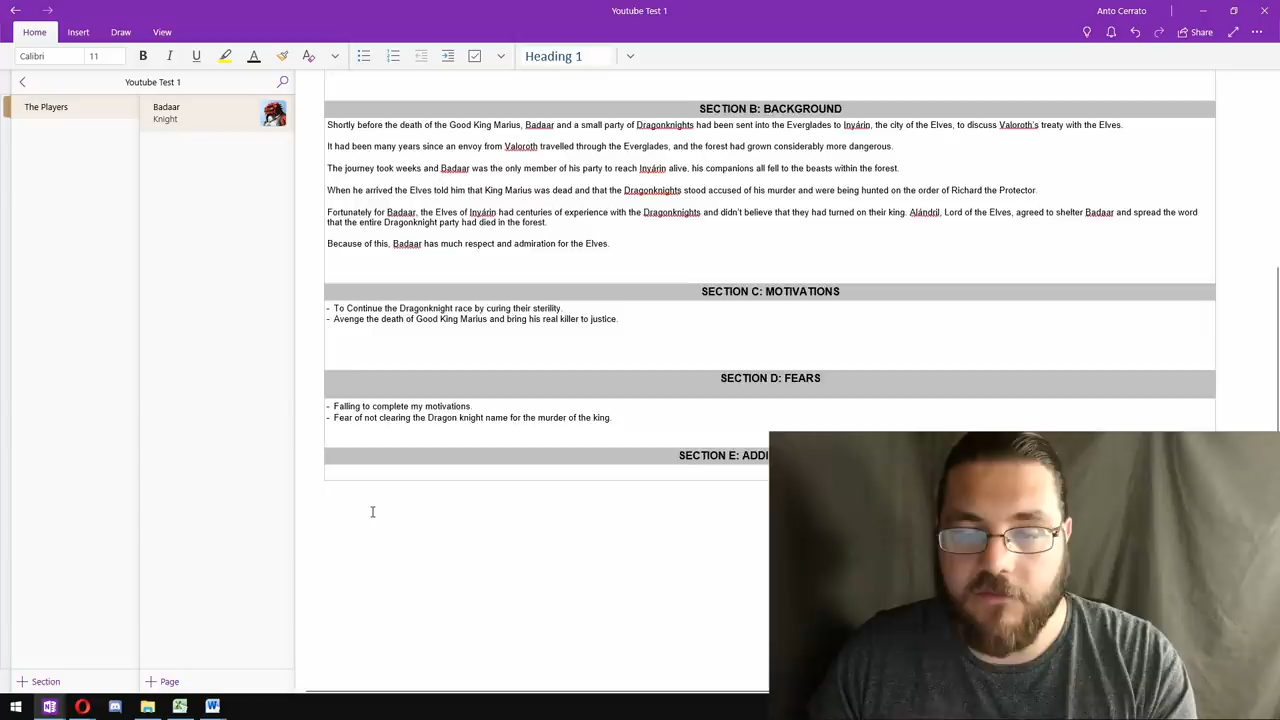 Youtube Test 1
Anto Cerrato
Home Insert Draw View
Share
Calibri 11 B I U A Heading 1
Youtube Test 1
The Players
Badaar
Knight
SECTION B: BACKGROUND
Shortly before the death of the Good King Marius, Badaar and a small party of Dragonknights had been sent into the Everglades to Inyárin, the city of the Elves, to discuss Valoroth's treaty with the Elves.
It had been many years since an envoy from Valoroth travelled through the Everglades, and the forest had grown considerably more dangerous.
The journey took weeks and Badaar was the only member of his party to reach Inyárin alive, his companions all fell to the beasts within the forest.
When he arrived the Elves told him that King Marius was dead and that the Dragonknights stood accused of his murder and were being hunted on the order of Richard the Protector.
Fortunately for Badaar, the Elves of Inyárin had centuries of experience with the Dragonknights and didn't believe that they had turned on their king. Alándril, Lord of the Elves, agreed to shelter Badaar and spread the word
that the entire Dragonknight party had died in the forest.
Because of this, Badaar has much respect and admiration for the Elves.
SECTION C: MOTIVATIONS
- To Continue the Dragonknight race by curing their sterility.
- Avenge the death of Good King Marius and bring his real killer to justice.
SECTION D: FEARS
- Falling to complete my motivations.
- Fear of not clearing the Dragon knight name for the murder of the king.
SECTION E: ADDI
+ Section
+ Page